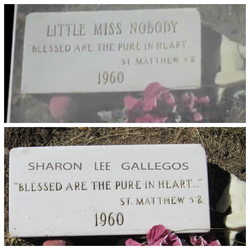 LITTLE MISS NOBODY
"BLESSED ARE THE PURE IN HEART..."
ST. MATTHEW 5:8
1960
SHARON LEE GALLEGOS
"BLESSED ARE THE PURE IN HEART..."
ST. MATTHEW 5:8
1960